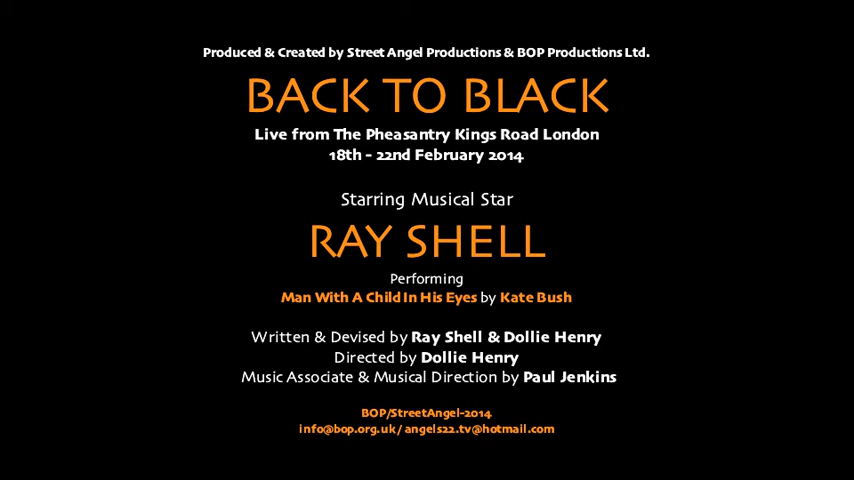 Produced & Created by Street Angel Productions & BOP Productions Ltd.
BACK TO BLACK
Live from The Pheasantry Kings Road London
18th - 22nd February 2014
Starring Musical Star
RAY SHELL
Performing
Man With A Child In His Eyes by Kate Bush
Written & Devised by Ray Shell & Dollie Henry
Directed by Dollie Henry
Music Associate & Musical Direction by Paul Jenkins
BOP/StreetAngel-2014
info@bop.org.uk / angels22.tv@hotmail.com